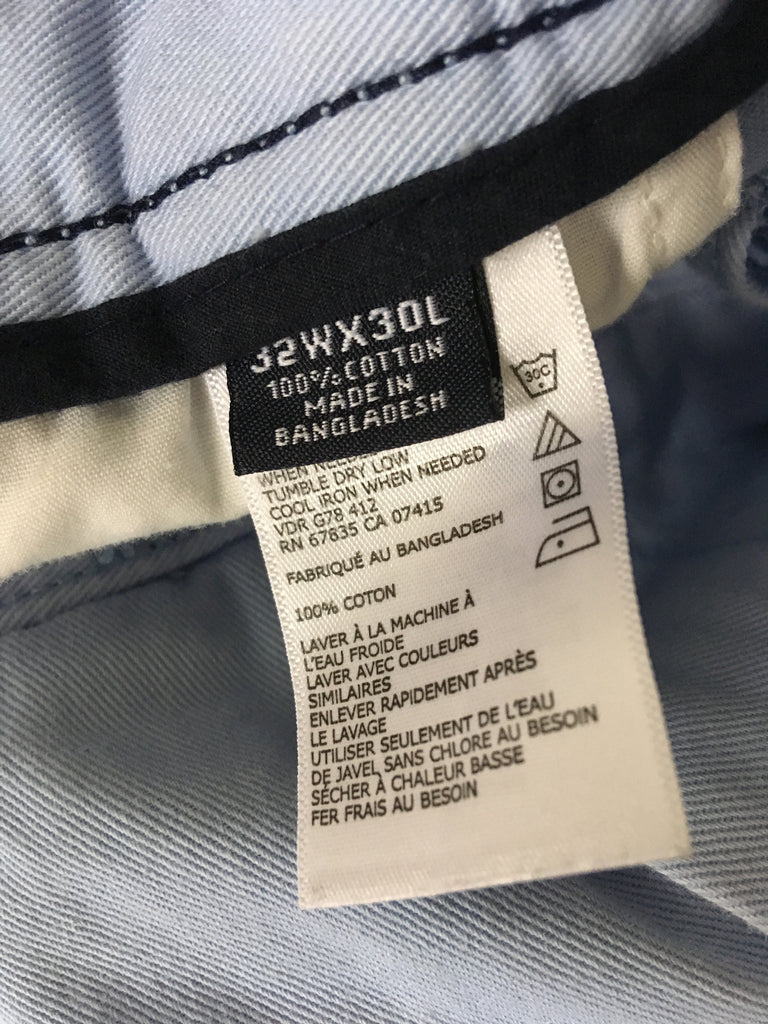 32WX30L
100% COTTON
MADE IN
BANGLADESH
30C
WHEN NEEDED
TUMBLE DRY LOW
COOL IRON WHEN NEEDED
VDR G78 412
RN 67635 CA 07415
FABRIQUÉ AU BANGLADESH
100% COTON
LAVER À LA MACHINE À
L'EAU FROIDE
LAVER AVEC COULEURS
SIMILAIRES
ENLEVER RAPIDEMENT APRÈS
LE LAVAGE
UTILISER SEULEMENT DE L'EAU
DE JAVEL SANS CHLORE AU BESOIN
SÉCHER À CHALEUR BASSE
FER FRAIS AU BESOIN